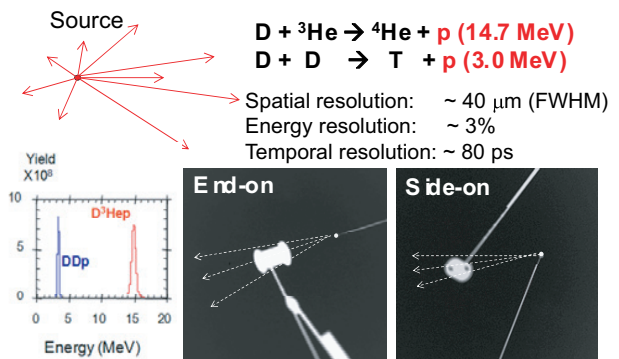 Source
D + ³He → ⁴He + p (14.7 MeV)
D + D → T + p (3.0 MeV)
Spatial resolution: ~ 40 μm (FWHM)
Energy resolution: ~ 3%
Temporal resolution: ~ 80 ps
Yield
X10⁸
10
5
0
DDp
D³Hep
0 5 10 15 20
Energy (MeV)
End-on
Side-on